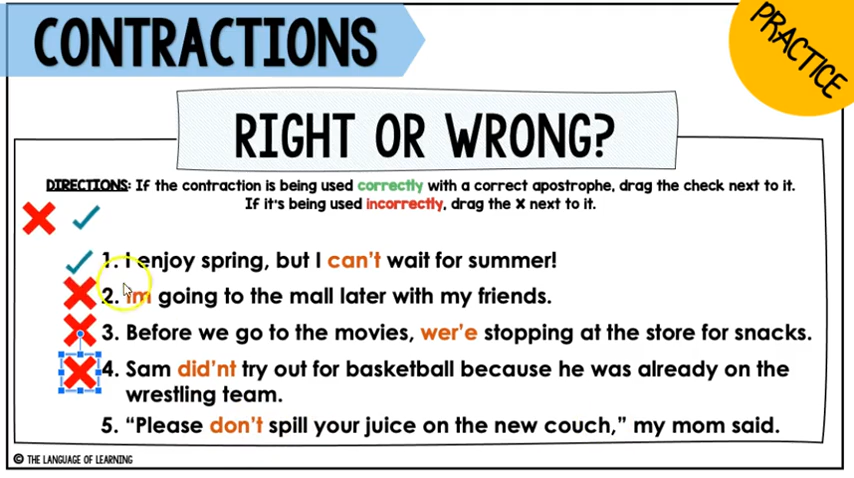 CONTRACTIONS
PRACTICE
RIGHT OR WRONG?
DIRECTIONS: If the contraction is being used correctly with a correct apostrophe, drag the check next to it.
If it's being used incorrectly, drag the X next to it.
1. I enjoy spring, but I can't wait for summer!
2. Im going to the mall later with my friends.
3. Before we go to the movies, wer'e stopping at the store for snacks.
4. Sam did'nt try out for basketball because he was already on the
wrestling team.
5. “Please don't spill your juice on the new couch,” my mom said.
© THE LANGUAGE OF LEARNING